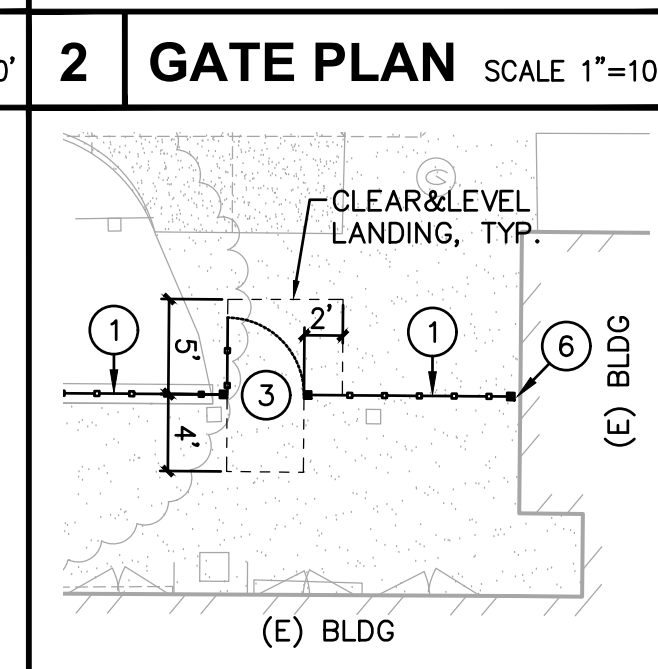 0'
2
GATE PLAN SCALE 1"=10
CLEAR&LEVEL
LANDING, TYP.
2'
1
1
5'
6
3
4'
(E) BLDG
(E) BLDG